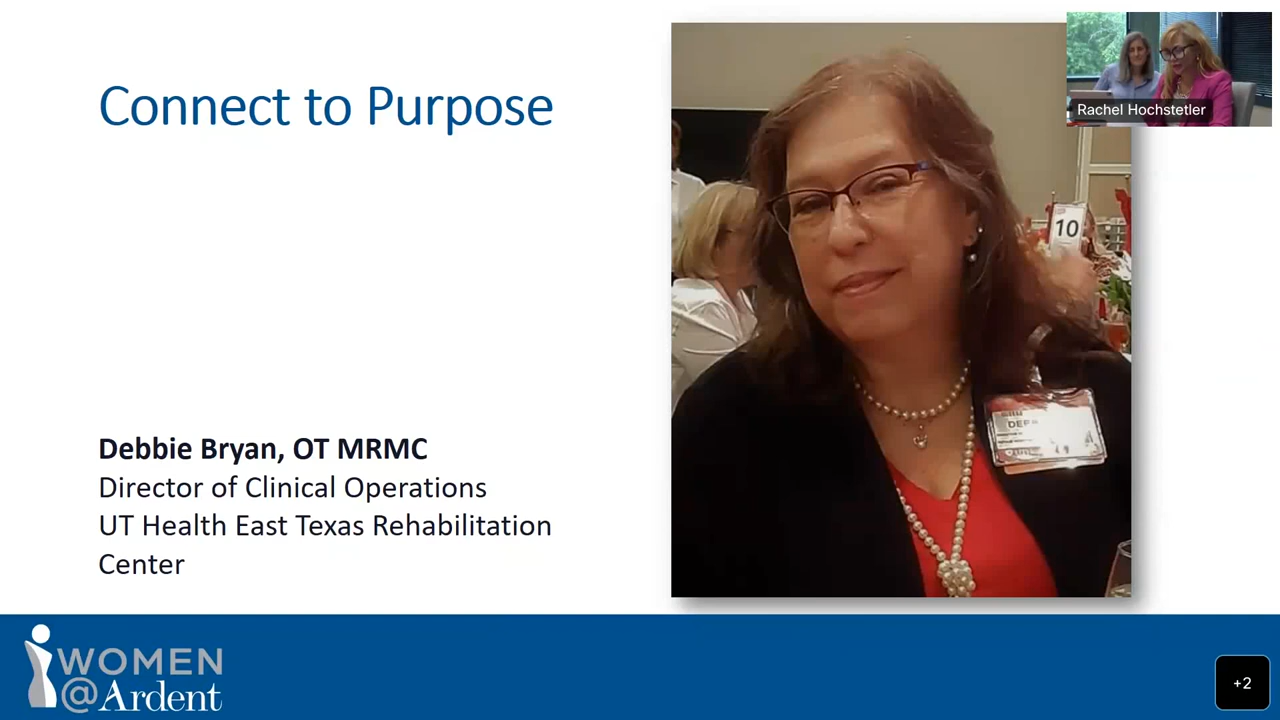 Connect to Purpose
Rachel Hochstetler
10
Debbie Bryan, OT MRMC
Director of Clinical Operations
UT Health East Texas Rehabilitation
Center
WOMEN
@Ardent
+2